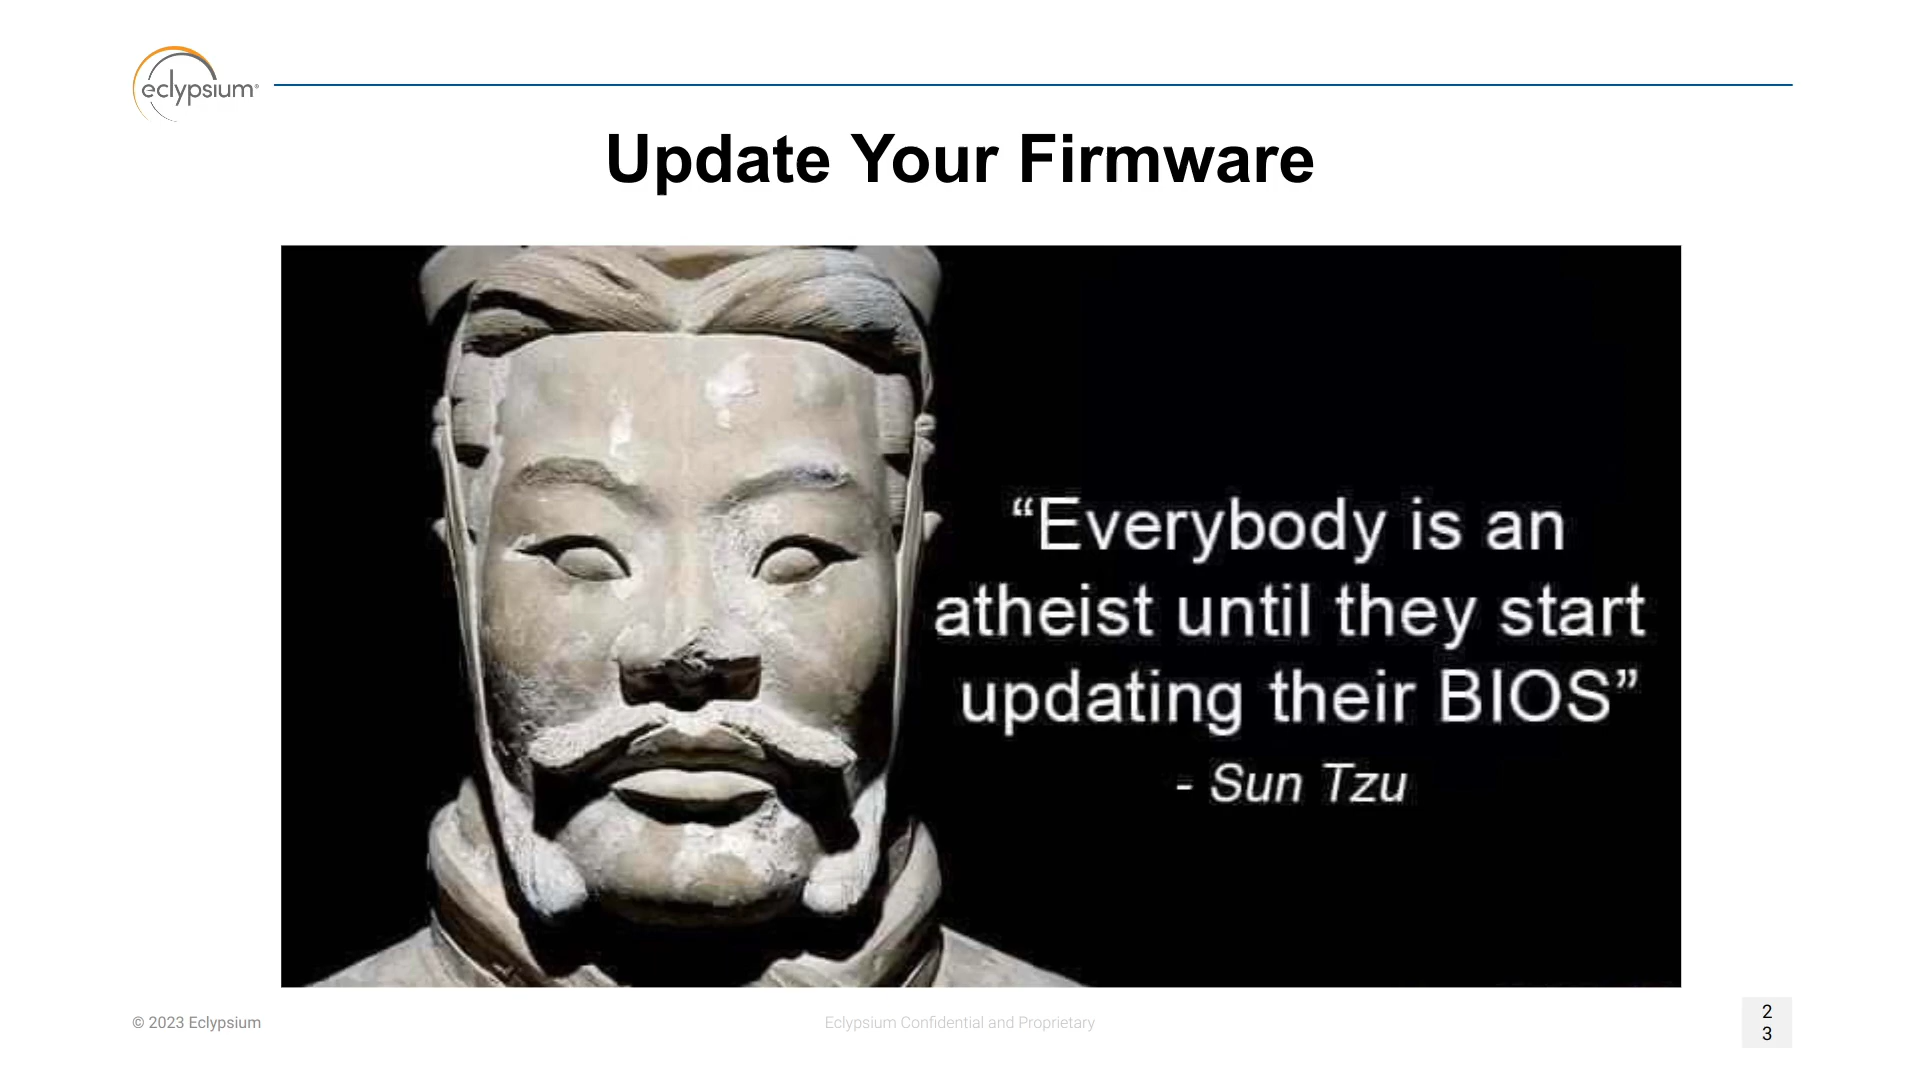 eclypsium®
Update Your Firmware
“Everybody is an
atheist until they start
updating their BIOS”
- Sun Tzu
© 2023 Eclypsium
Eclypsium Confidential and Proprietary
2
3